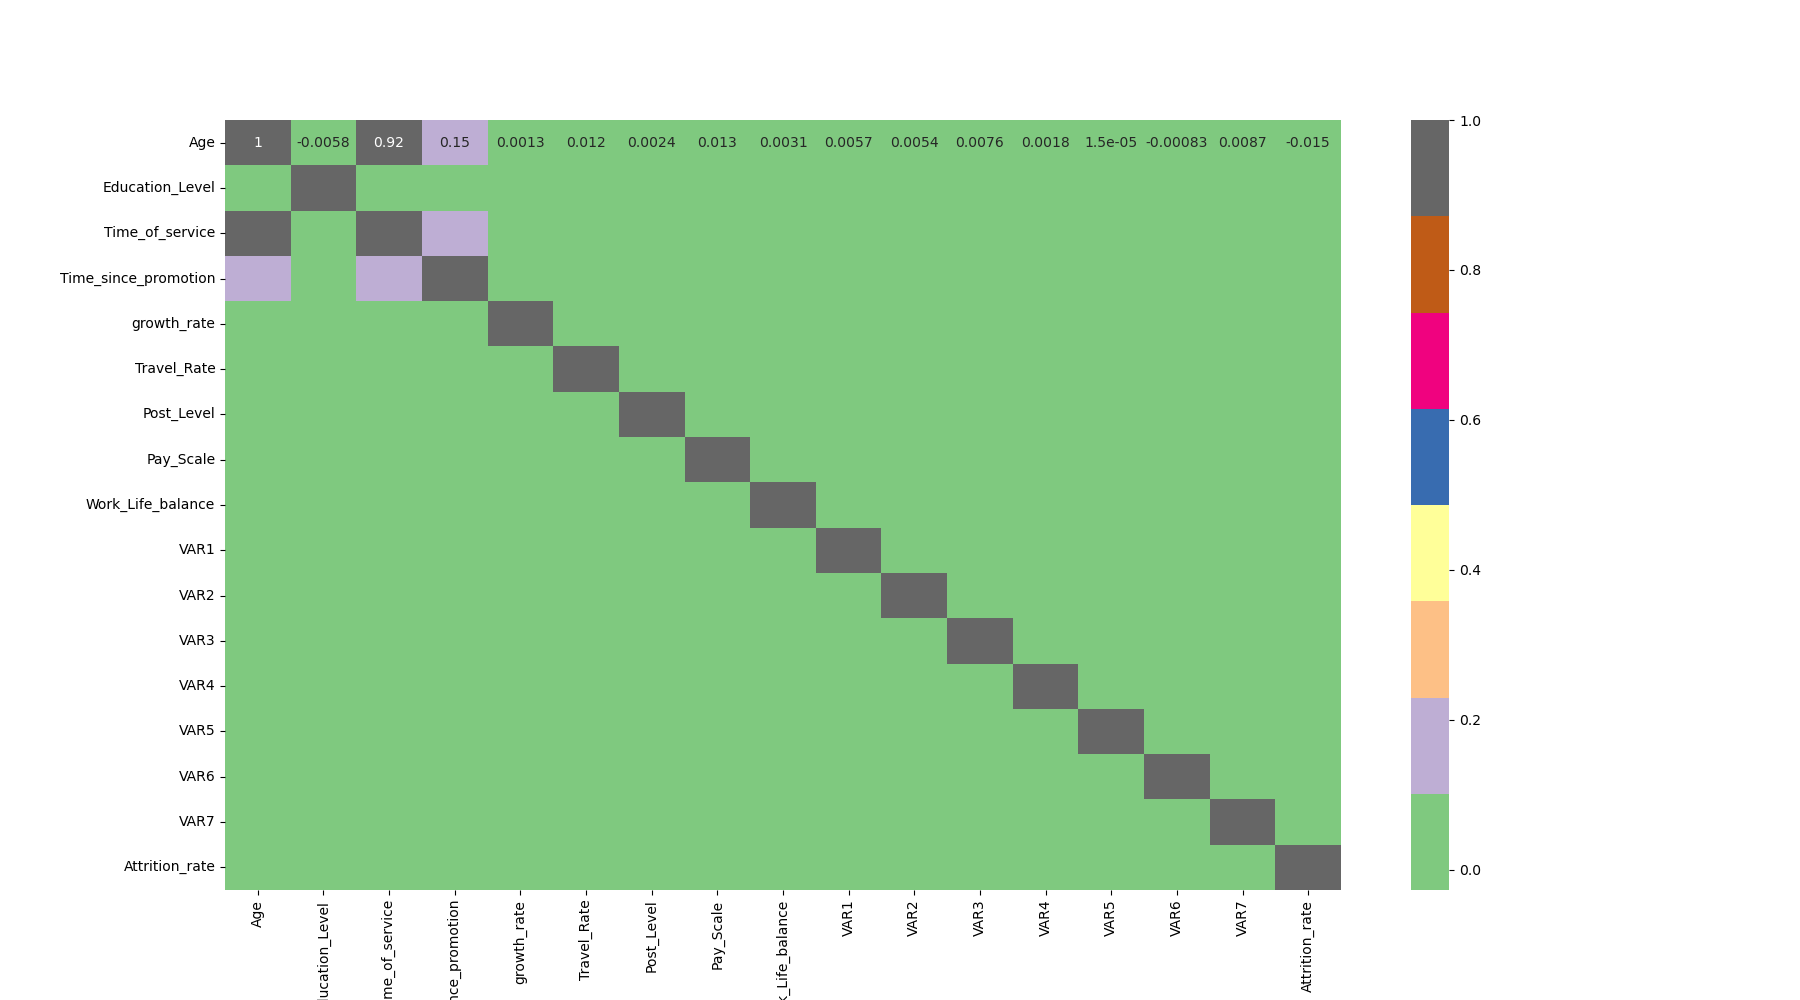 Age 1 -0.0058 0.92 0.15 0.0013 0.012 0.0024 0.013 0.0031 0.0057 0.0054 0.0076 0.0018 1.5e-05 -0.00083 0.0087 -0.015
Education_Level
Time_of_service
Time_since_promotion
growth_rate
Travel_Rate
Post_Level
Pay_Scale
Work_Life_balance
VAR1
VAR2
VAR3
VAR4
VAR5
VAR6
VAR7
Attrition_rate
Age
ducation_Level
me_of_service
nce_promotion
growth_rate
Travel_Rate
Post_Level
Pay_Scale
k_Life_balance
VAR1
VAR2
VAR3
VAR4
VAR5
VAR6
VAR7
Attrition_rate
1.0
0.8
0.6
0.4
0.2
0.0